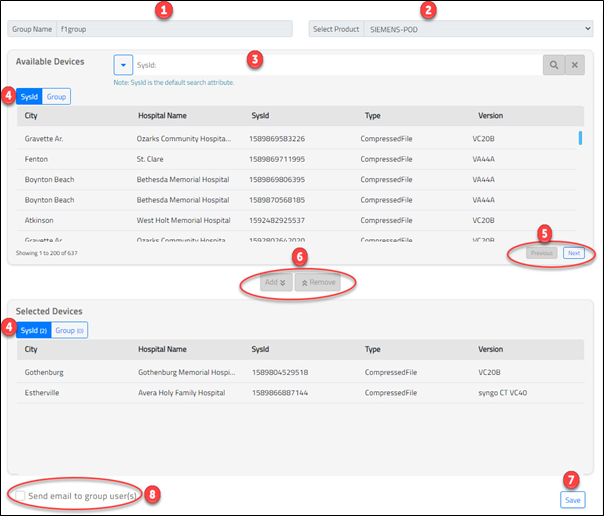 1 2
Group Name f1group Select Product SIEMENS-POD
Available Devices SysId: 3
Note: SysId is the default search attribute.
4 SysId Group
City Hospital Name SysId Type Version
Gravette Ar. Ozarks Community Hospita... 1589869583226 CompressedFile VC20B
Fenton St. Clare 1589869711995 CompressedFile VA44A
Boynton Beach Bethesda Memorial Hospital 1589869806395 CompressedFile VA44A
Boynton Beach Bethesda Memorial Hospital 1589870568185 CompressedFile VA44A
Atkinson West Holt Memorial Hospital 1592482925537 CompressedFile VC20B
Gravette Ar. Ozarks Community Hospita... 1592802642020 CompressedFile VC20B
5
Showing 1 to 200 of 637 Previous Next
6
Add Remove
Selected Devices
4 SysId (2) Group (0)
City Hospital Name SysId Type Version
Gothenburg Gothenburg Memorial Hospi... 1589804529518 CompressedFile VC20B
Estherville Avera Holy Family Hospital 1589866887144 CompressedFile syngo CT VC40
7
Send email to group user(s) 8 Save